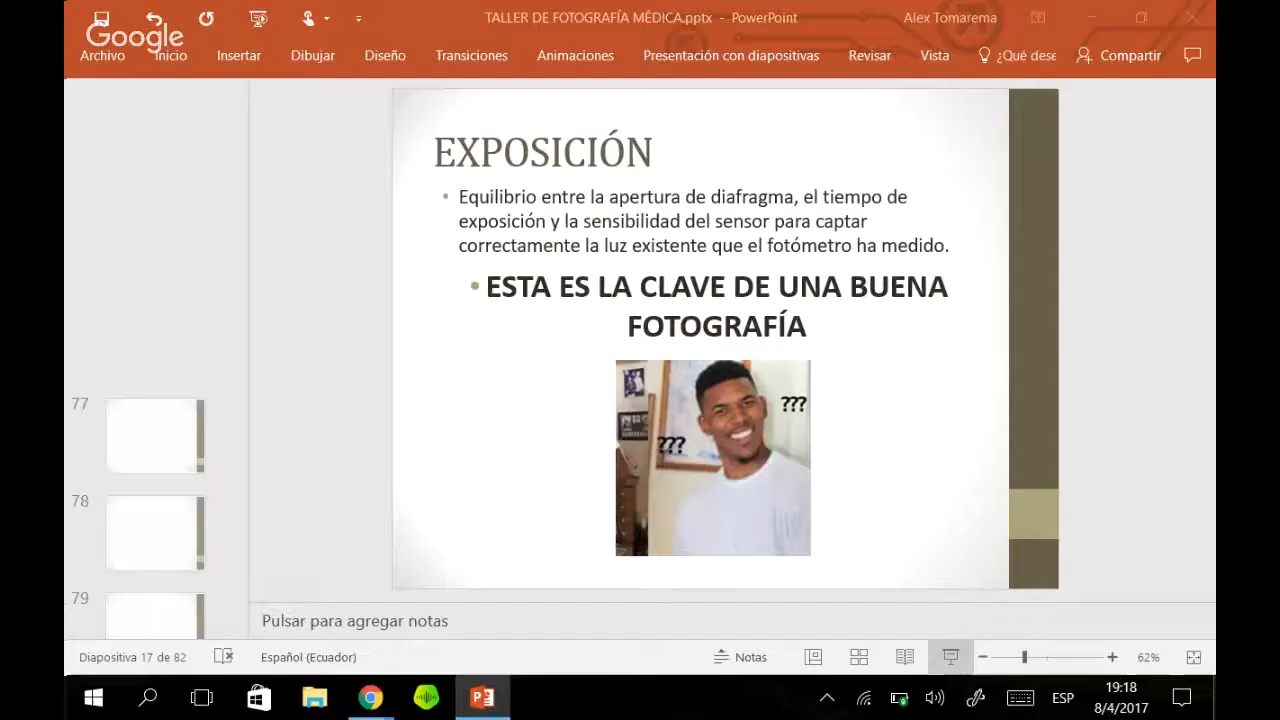 TALLER DE FOTOGRAFÍA MÉDICA.pptx - PowerPoint
Alex Tomarema
Google
Archivo Inicio Insertar Dibujar Diseño Transiciones Animaciones Presentación con diapositivas Revisar Vista ¿Qué dese Compartir
EXPOSICIÓN
• Equilibrio entre la apertura de diafragma, el tiempo de
exposición y la sensibilidad del sensor para captar
correctamente la luz existente que el fotómetro ha medido.
• ESTA ES LA CLAVE DE UNA BUENA
FOTOGRAFÍA
???
???
77
78
79
Pulsar para agregar notas
Diapositiva 17 de 82 Español (Ecuador) Notas 62%
ESP
19:18
8/4/2017